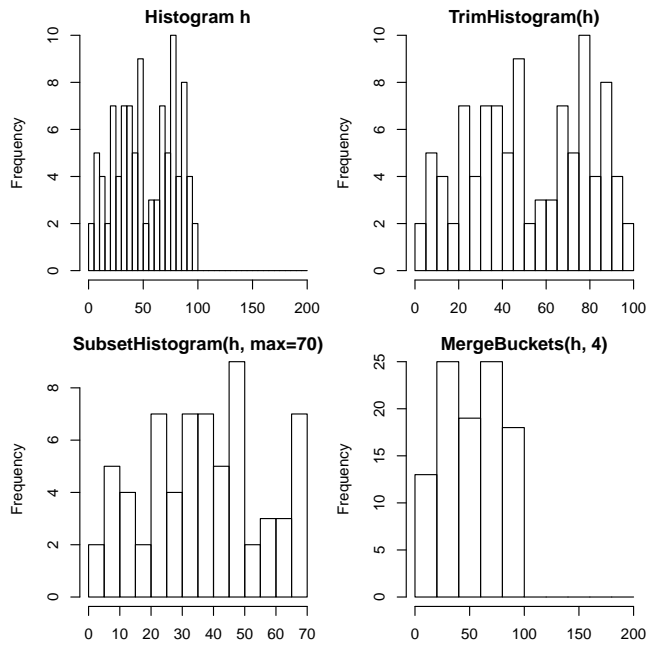 Histogram h
Frequency
10
8
6
4
2
0
0 50 100 150 200
TrimHistogram(h)
Frequency
10
8
6
4
2
0
0 20 40 60 80 100
SubsetHistogram(h, max=70)
Frequency
8
6
4
2
0
0 10 20 30 40 50 60 70
MergeBuckets(h, 4)
Frequency
25
20
15
10
5
0
0 50 100 150 200